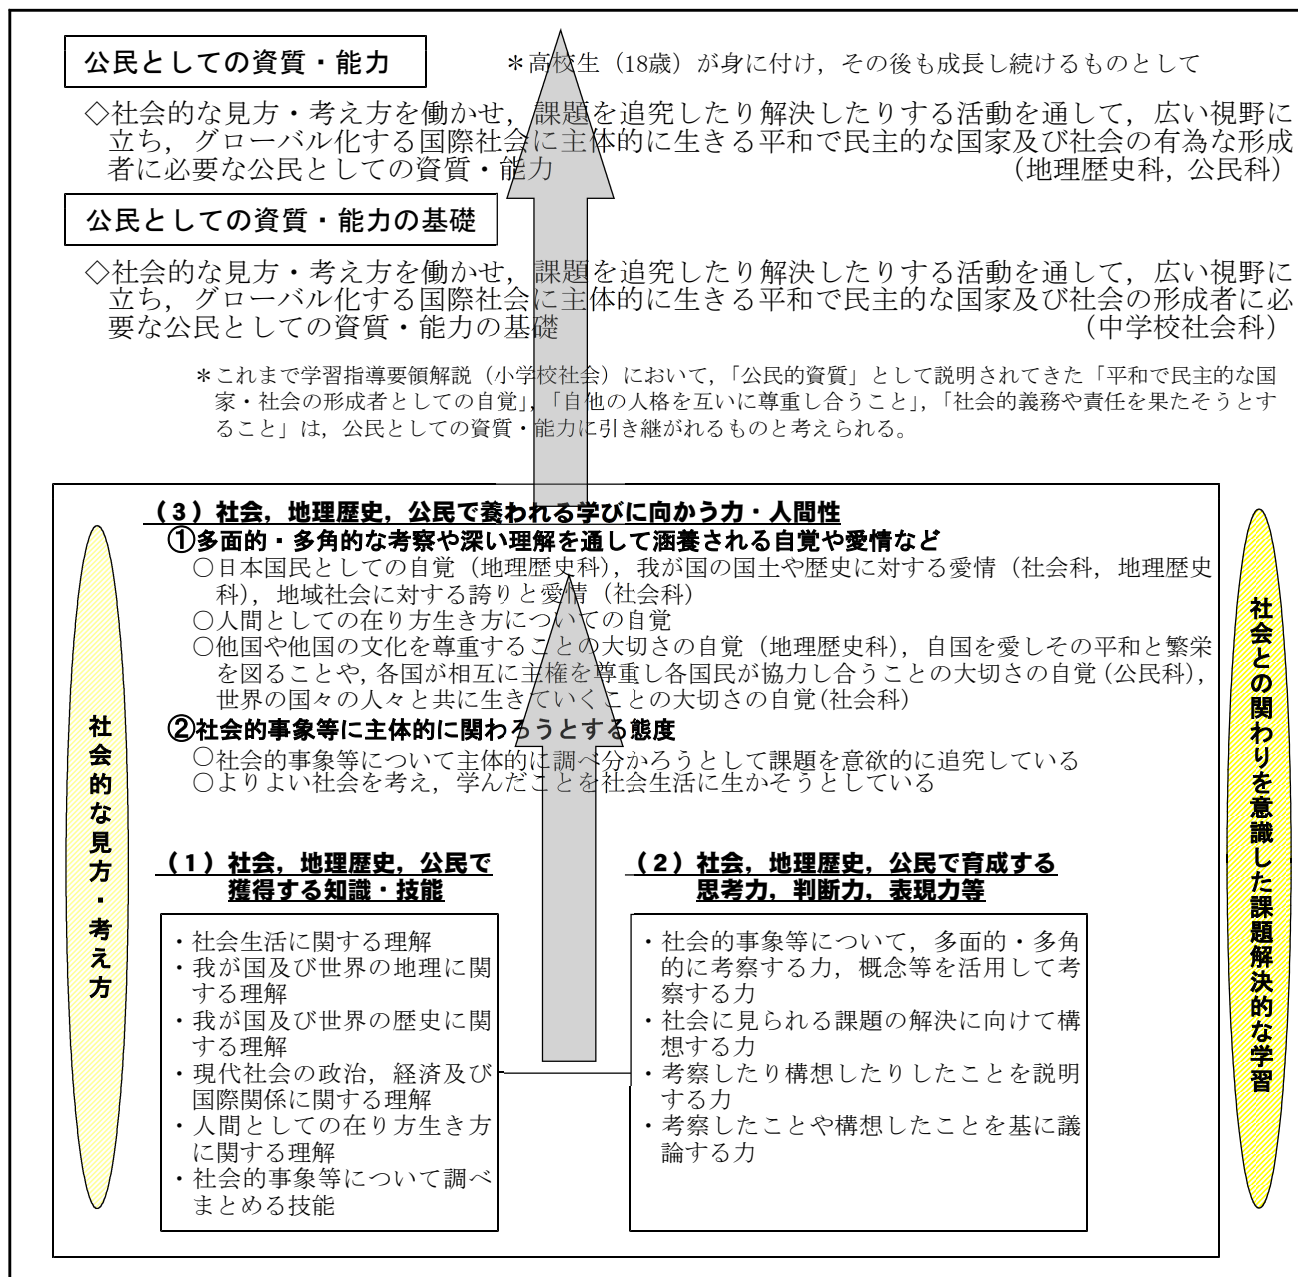 公民としての資質・能力
＊高校生（18歳）が身に付け，その後も成長し続けるものとして
◇社会的な見方・考え方を働かせ，課題を追究したり解決したりする活動を通して，広い視野に
立ち，グローバル化する国際社会に主体的に生きる平和で民主的な国家及び社会の有為な形成
者に必要な公民としての資質・能力　（地理歴史科，公民科）
公民としての資質・能力の基礎
◇社会的な見方・考え方を働かせ，課題を追究したり解決したりする活動を通して，広い視野に
立ち，グローバル化する国際社会に主体的に生きる平和で民主的な国家及び社会の形成者に必
要な公民としての資質・能力の基礎　（中学校社会科）
＊これまで学習指導要領解説（小学校社会）において，「公民的資質」として説明されてきた「平和で民主的な国
家・社会の形成者としての自覚」，「自他の人格を互いに尊重し合うこと」，「社会的義務や責任を果たそうとす
ること」は，公民としての資質・能力に引き継がれるものと考えられる。
社会的な見方・考え方
（３）社会，地理歴史，公民で養われる学びに向かう力・人間性
①多面的・多角的な考察や深い理解を通して涵養される自覚や愛情など
○日本国民としての自覚（地理歴史科），我が国の国土や歴史に対する愛情（社会科，地理歴史
科），地域社会に対する誇りと愛情（社会科）
○人間としての在り方生き方についての自覚
○他国や他国の文化を尊重することの大切さの自覚（地理歴史科），自国を愛しその平和と繁栄
を図ることや，各国が相互に主権を尊重し各国民が協力し合うことの大切さの自覚（公民科），
世界の国々の人々と共に生きていくことの大切さの自覚（社会科）
②社会的事象等に主体的に関わろうとする態度
○社会的事象等について主体的に調べ分かろうとして課題を意欲的に追究している
○よりよい社会を考え，学んだことを社会生活に生かそうとしている
（１）社会，地理歴史，公民で
獲得する知識・技能
・社会生活に関する理解
・我が国及び世界の地理に関
する理解
・我が国及び世界の歴史に関
する理解
・現代社会の政治，経済及び
国際関係に関する理解
・人間としての在り方生き方
に関する理解
・社会的事象等について調べ
まとめる技能
（２）社会，地理歴史，公民で育成する
思考力，判断力，表現力等
・社会的事象等について，多面的・多角
的に考察する力，概念等を活用して考
察する力
・社会に見られる課題の解決に向けて構
想する力
・考察したり構想したりしたことを説明
する力
・考察したことや構想したことを基に議
論する力
社会との関わりを意識した課題解決的な学習